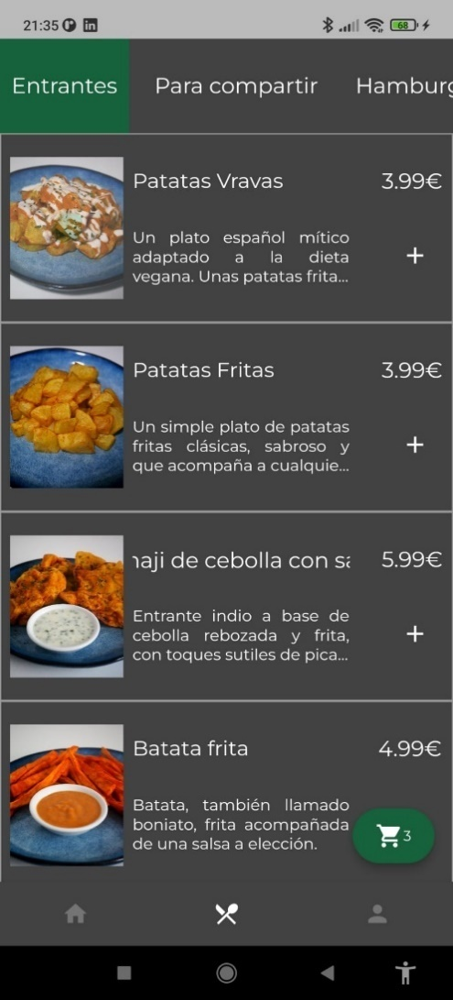 21:35
68
Entrantes
Para compartir
Hamburg
Patatas Vravas
3.99€
Un plato español mítico
adaptado a la dieta
vegana. Unas patatas frita...
+
Patatas Fritas
3.99€
Un simple plato de patatas
fritas clásicas, sabroso y
que acompaña a cualquie...
+
naji de cebolla con sa
5.99€
Entrante indio a base de
cebolla rebozada y frita,
con toques sutiles de pica...
+
Batata frita
4.99€
Batata, también llamado
boniato, frita acompañada
de una salsa a elección.
3